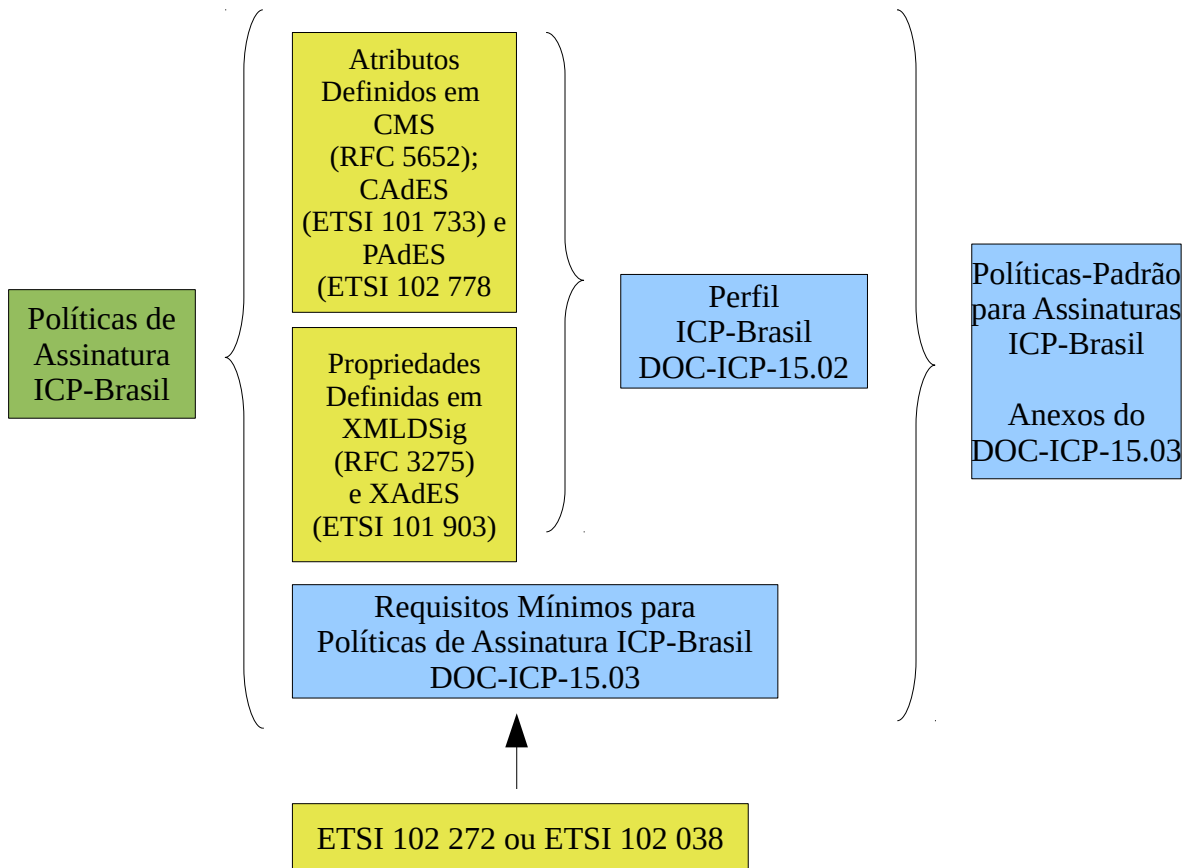 Políticas de
Assinatura
ICP-Brasil
Atributos
Definidos em
CMS
(RFC 5652);
CAdES
(ETSI 101 733) e
PAdES
(ETSI 102 778
Propriedades
Definidas em
XMLDSig
(RFC 3275)
e XAdES
(ETSI 101 903)
Requisitos Mínimos para
Políticas de Assinatura ICP-Brasil
DOC-ICP-15.03
ETSI 102 272 ou ETSI 102 038
Perfil
ICP-Brasil
DOC-ICP-15.02
Políticas-Padrão
para Assinaturas
ICP-Brasil
Anexos do
DOC-ICP-15.03